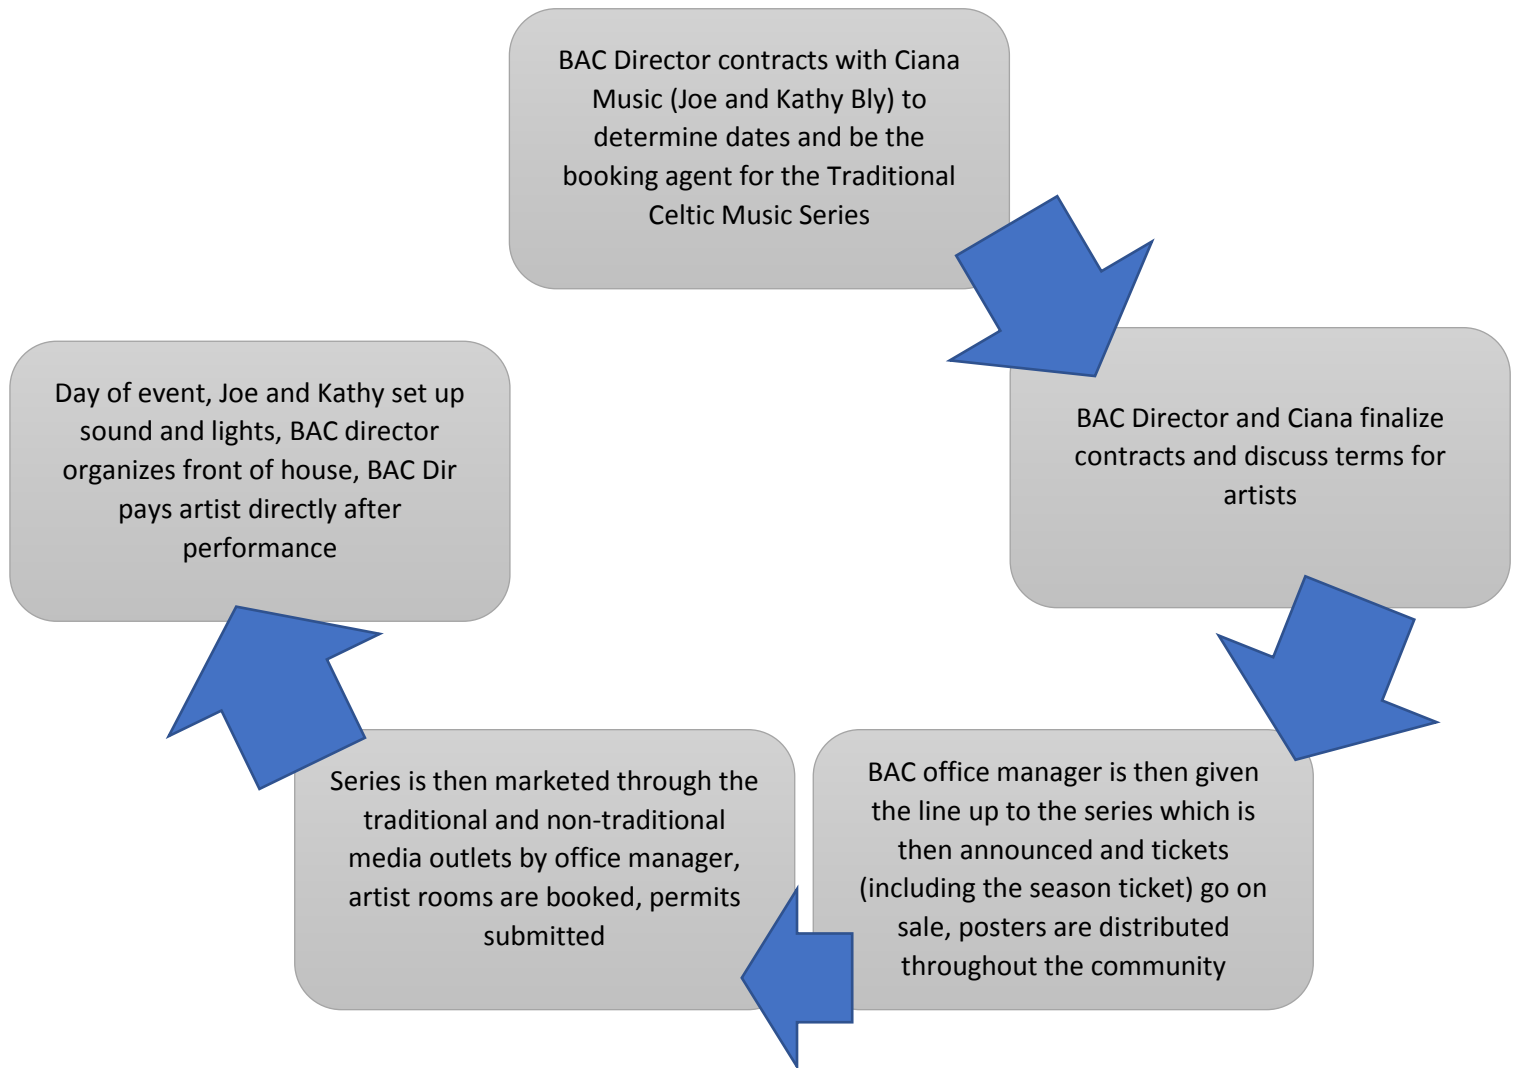 BAC Director contracts with Ciana
Music (Joe and Kathy Bly) to
determine dates and be the
booking agent for the Traditional
Celtic Music Series
BAC Director and Ciana finalize
contracts and discuss terms for
artists
BAC office manager is then given
the line up to the series which is
then announced and tickets
(including the season ticket) go on
sale, posters are distributed
throughout the community
Series is then marketed through the
traditional and non-traditional
media outlets by office manager,
artist rooms are booked, permits
submitted
Day of event, Joe and Kathy set up
sound and lights, BAC director
organizes front of house, BAC Dir
pays artist directly after
performance